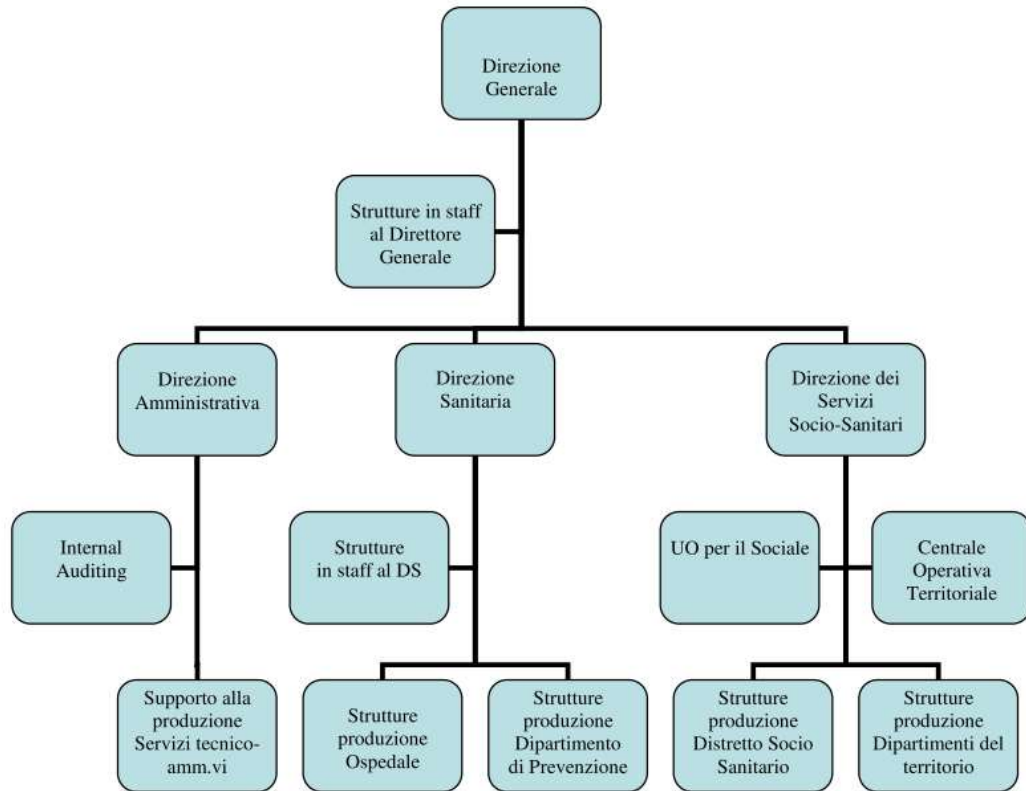 Direzione
Generale
Strutture in staff
al Direttore
Generale
Direzione
Amministrativa
Direzione
Sanitaria
Direzione dei
Servizi
Socio-Sanitari
Internal
Auditing
Strutture
in staff al DS
UO per il Sociale
Centrale
Operativa
Territoriale
Supporto alla
produzione
Servizi tecnico-
amm.vi
Strutture
produzione
Ospedale
Strutture
produzione
Dipartimento
di Prevenzione
Strutture
produzione
Distretto Socio
Sanitario
Strutture
produzione
Dipartimenti del
territorio